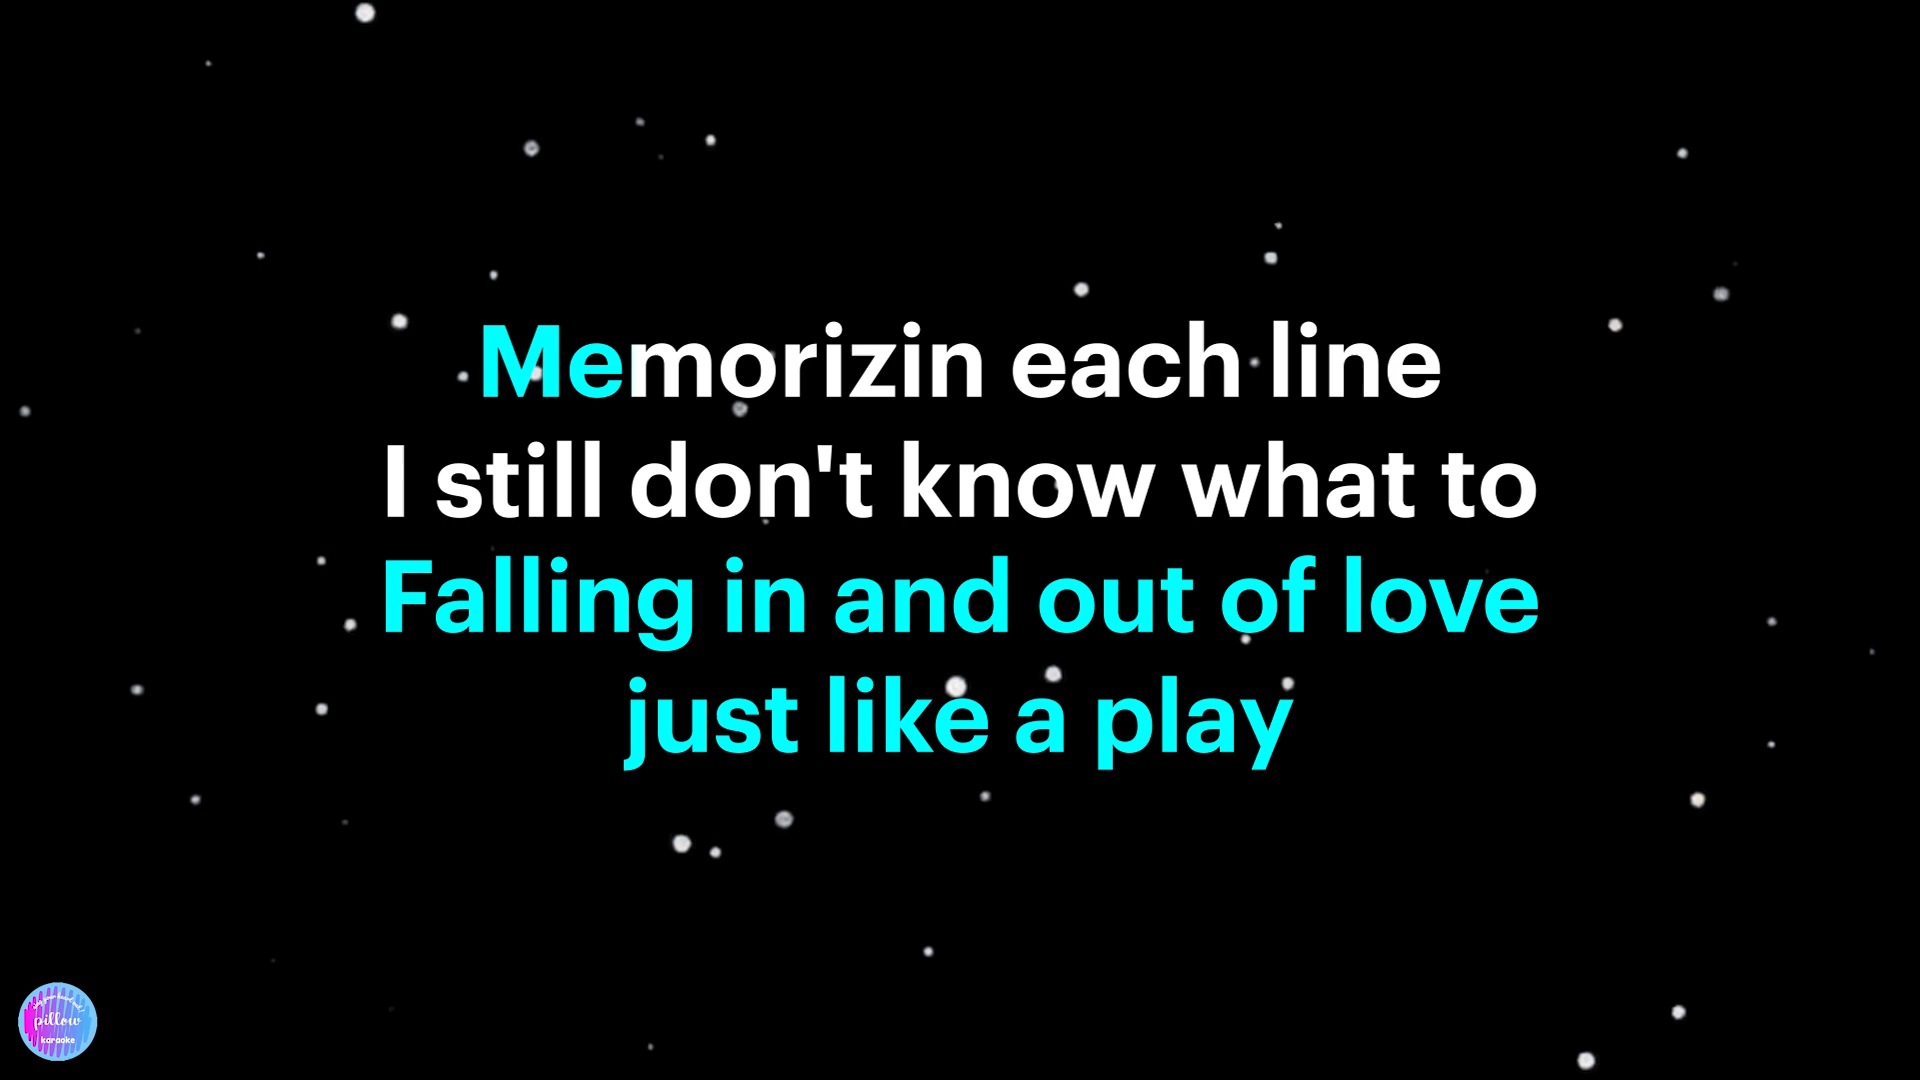 Memorizin each line
I still don't know what to
Falling in and out of love
just like a play
pillow
karaoke